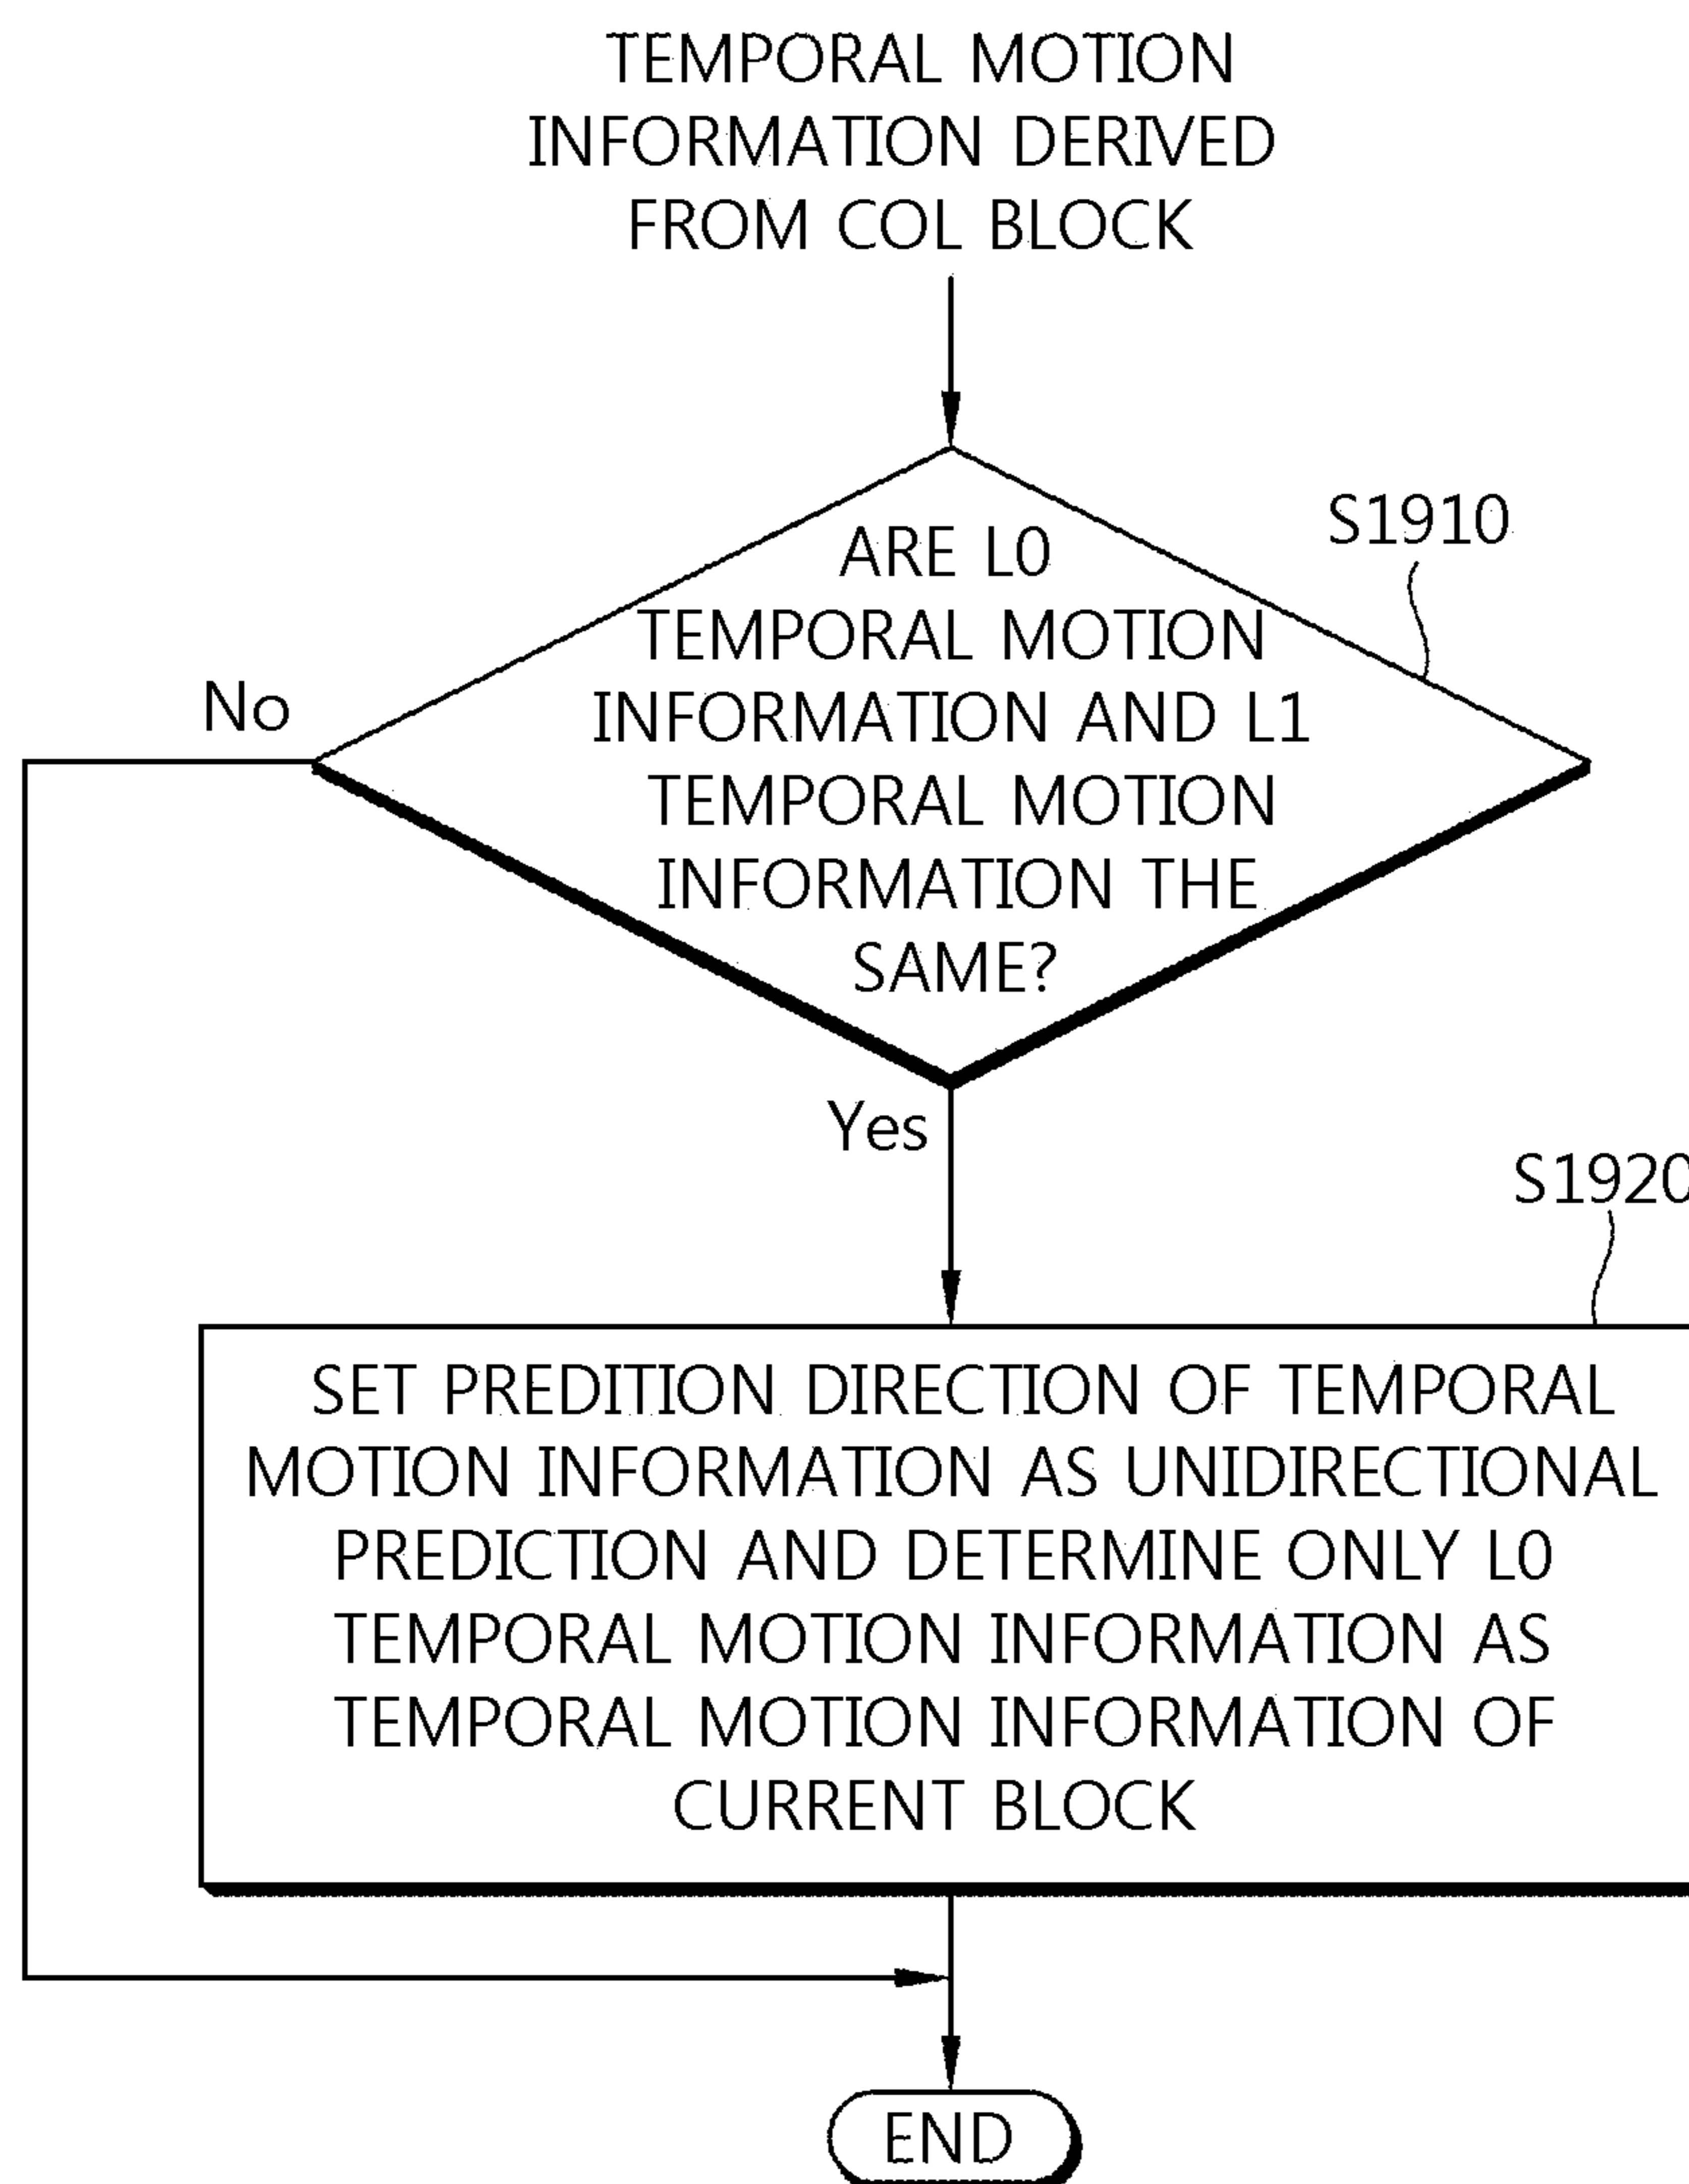 TEMPORAL MOTION
INFORMATION DERIVED
FROM COL BLOCK
S1910
ARE L0
TEMPORAL MOTION
INFORMATION AND L1
TEMPORAL MOTION
INFORMATION THE
SAME?
No
Yes
S1920
SET PREDITION DIRECTION OF TEMPORAL
MOTION INFORMATION AS UNIDIRECTIONAL
PREDICTION AND DETERMINE ONLY L0
TEMPORAL MOTION INFORMATION AS
TEMPORAL MOTION INFORMATION OF
CURRENT BLOCK
END